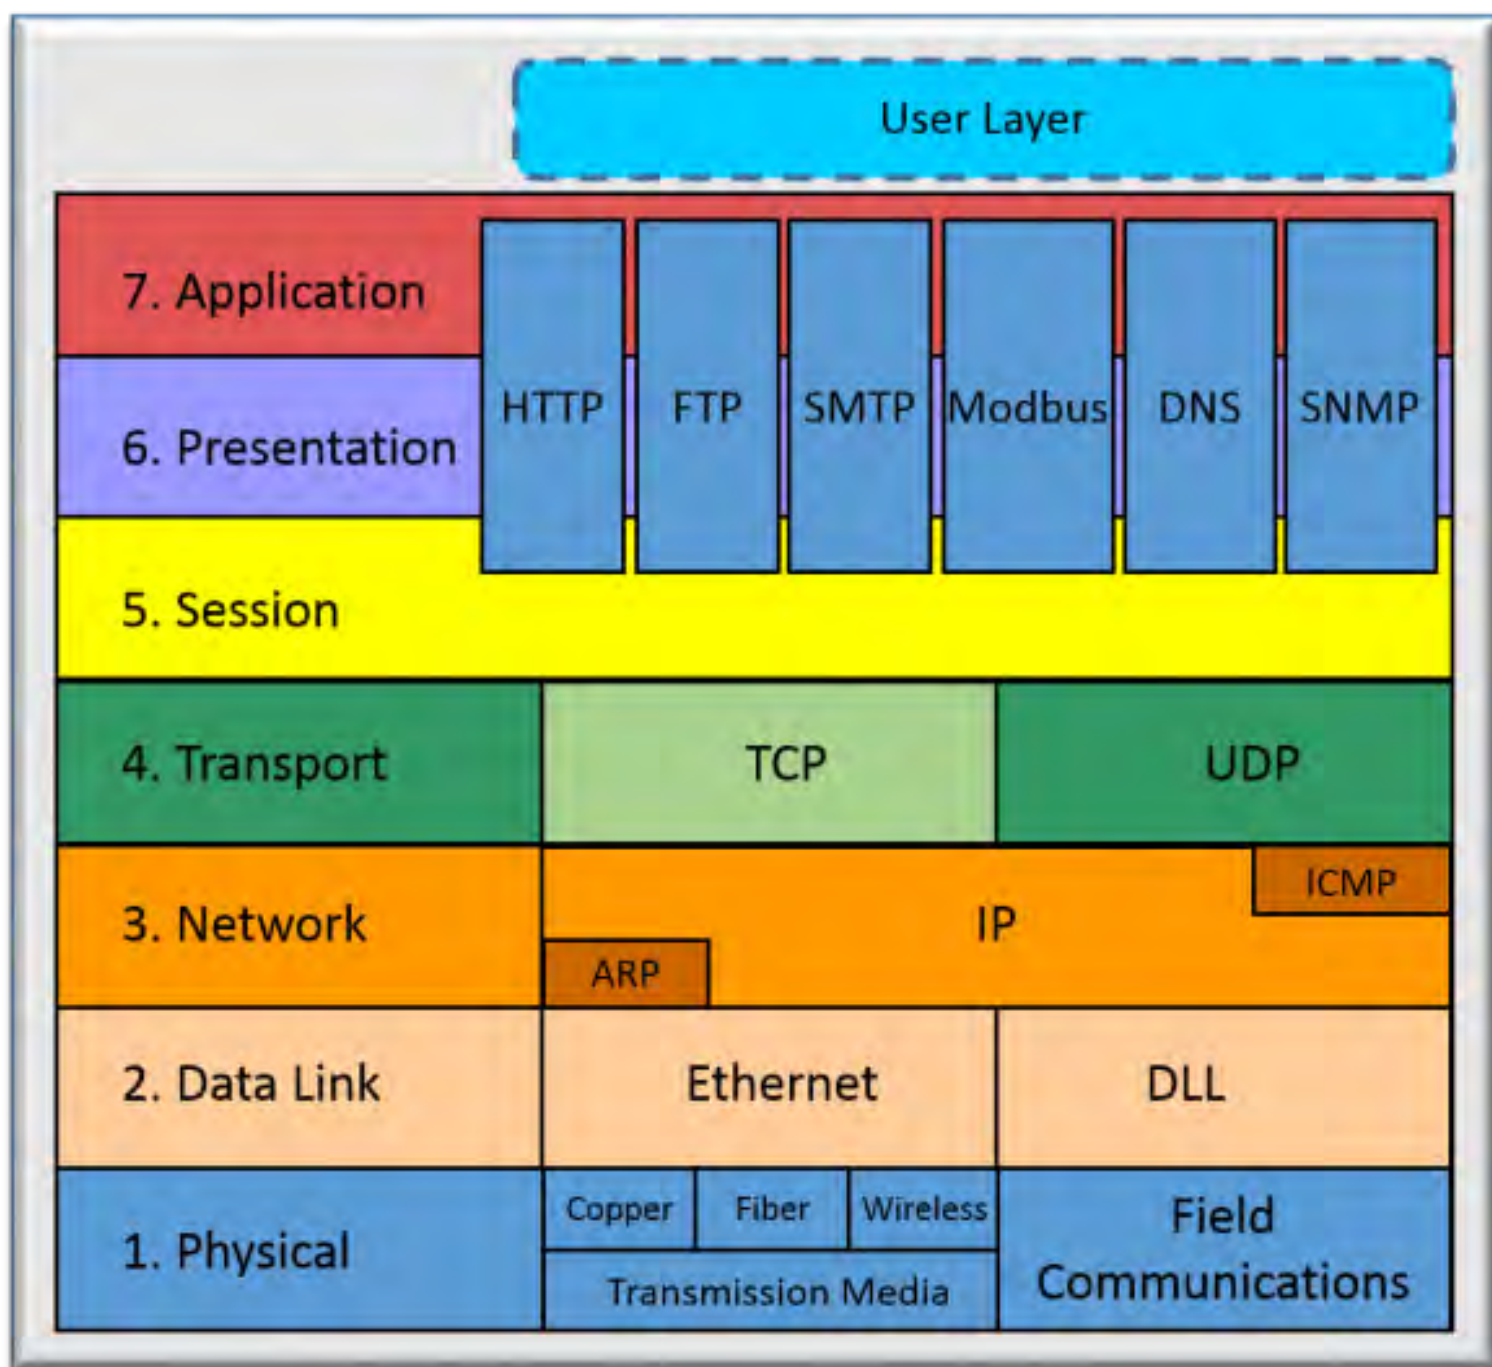 User Layer
7. Application
HTTP
FTP
SMTP
Modbus
DNS
SNMP
6. Presentation
5. Session
4. Transport
TCP
UDP
3. Network
IP
ICMP
ARP
2. Data Link
Ethernet
DLL
1. Physical
Copper
Fiber
Wireless
Transmission Media
Field
Communications